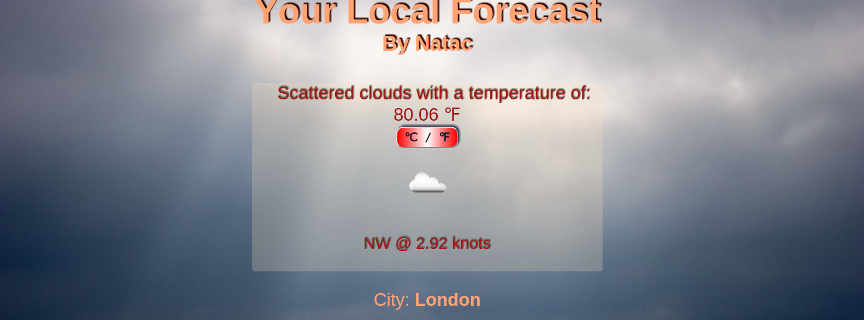 Your Local Forecast
By Natac
Scattered clouds with a temperature of:
80.06 °F
°C / °F
NW @ 2.92 knots
City: London